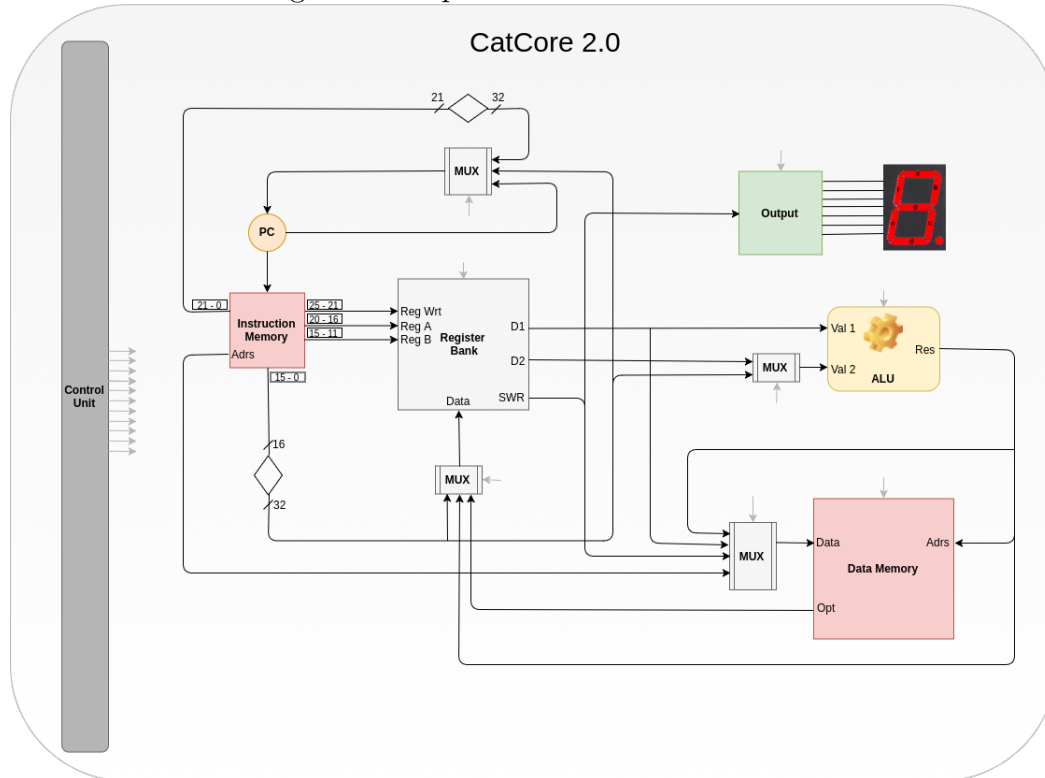 CatCore 2.0
21
32
MUX
PC
Output
21 - 0
25 - 21
20 - 16
15 - 11
Instruction
Memory
Adrs
15 - 0
Reg Wrt
Reg A
Reg B
Register
Bank
D1
D2
SWR
Data
Val 1
Val 2
Res
ALU
MUX
Control
Unit
16
32
MUX
MUX
Data
Adrs
Data Memory
Opt